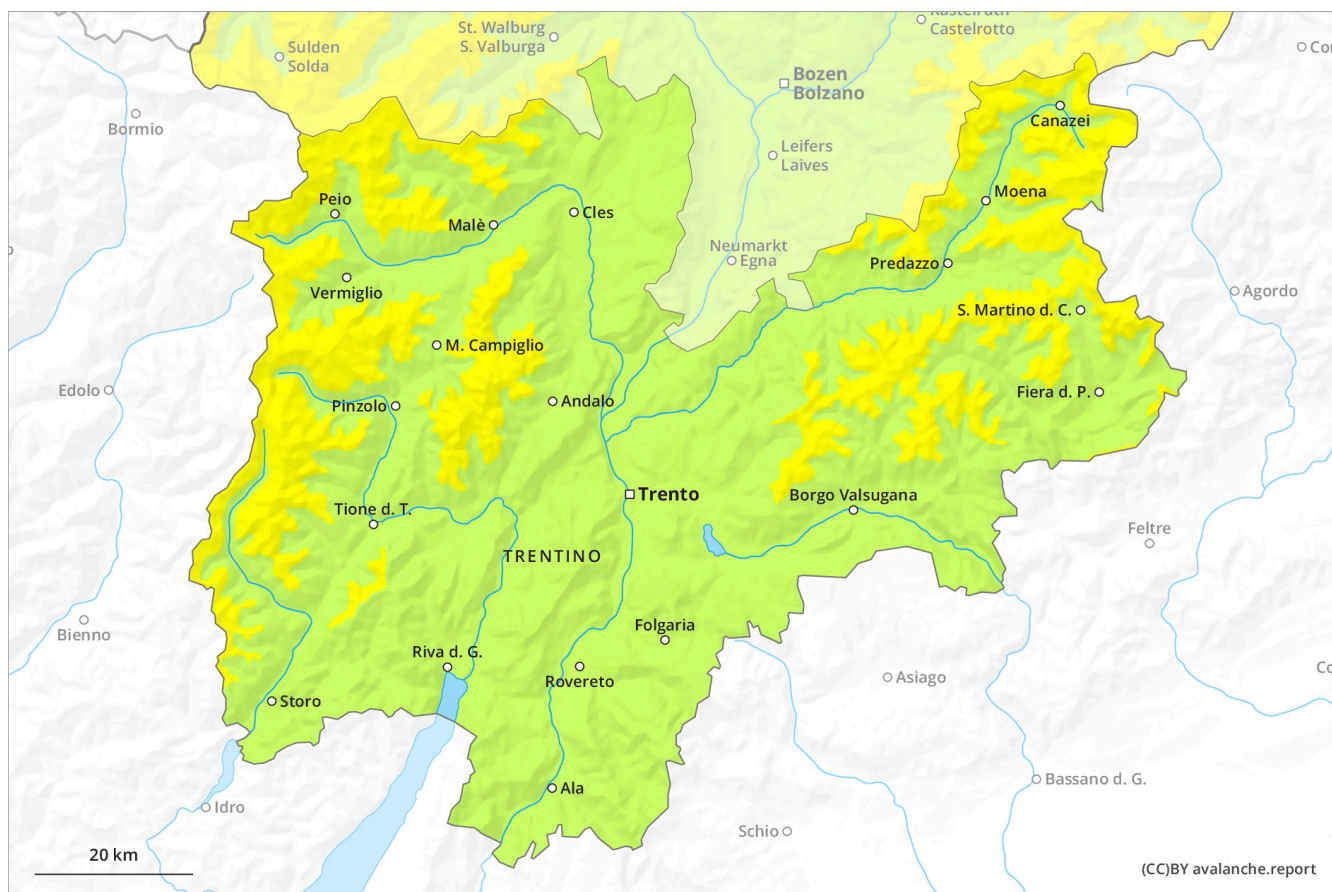 Kastelruth
Castelrotto
St. Walburg
S. Valburga
Sulden
Solda
Bozen
Bolzano
Bormio
Canazei
Leifers
Laives
Peio
Moena
Malè
Cles
Neumarkt
Egna
Predazzo
Vermiglio
Agordo
S. Martino d. C.
M. Campiglio
Edolo
Pinzolo
Andalo
Fiera d. P.
Trento
Borgo Valsugana
Tione d. T.
Feltre
TRENTINO
Bienno
Folgaria
Riva d. G.
Rovereto
Asiago
Storo
Bassano d. G.
Ala
Idro
Schio
20 km
(CC)BY avalanche.report